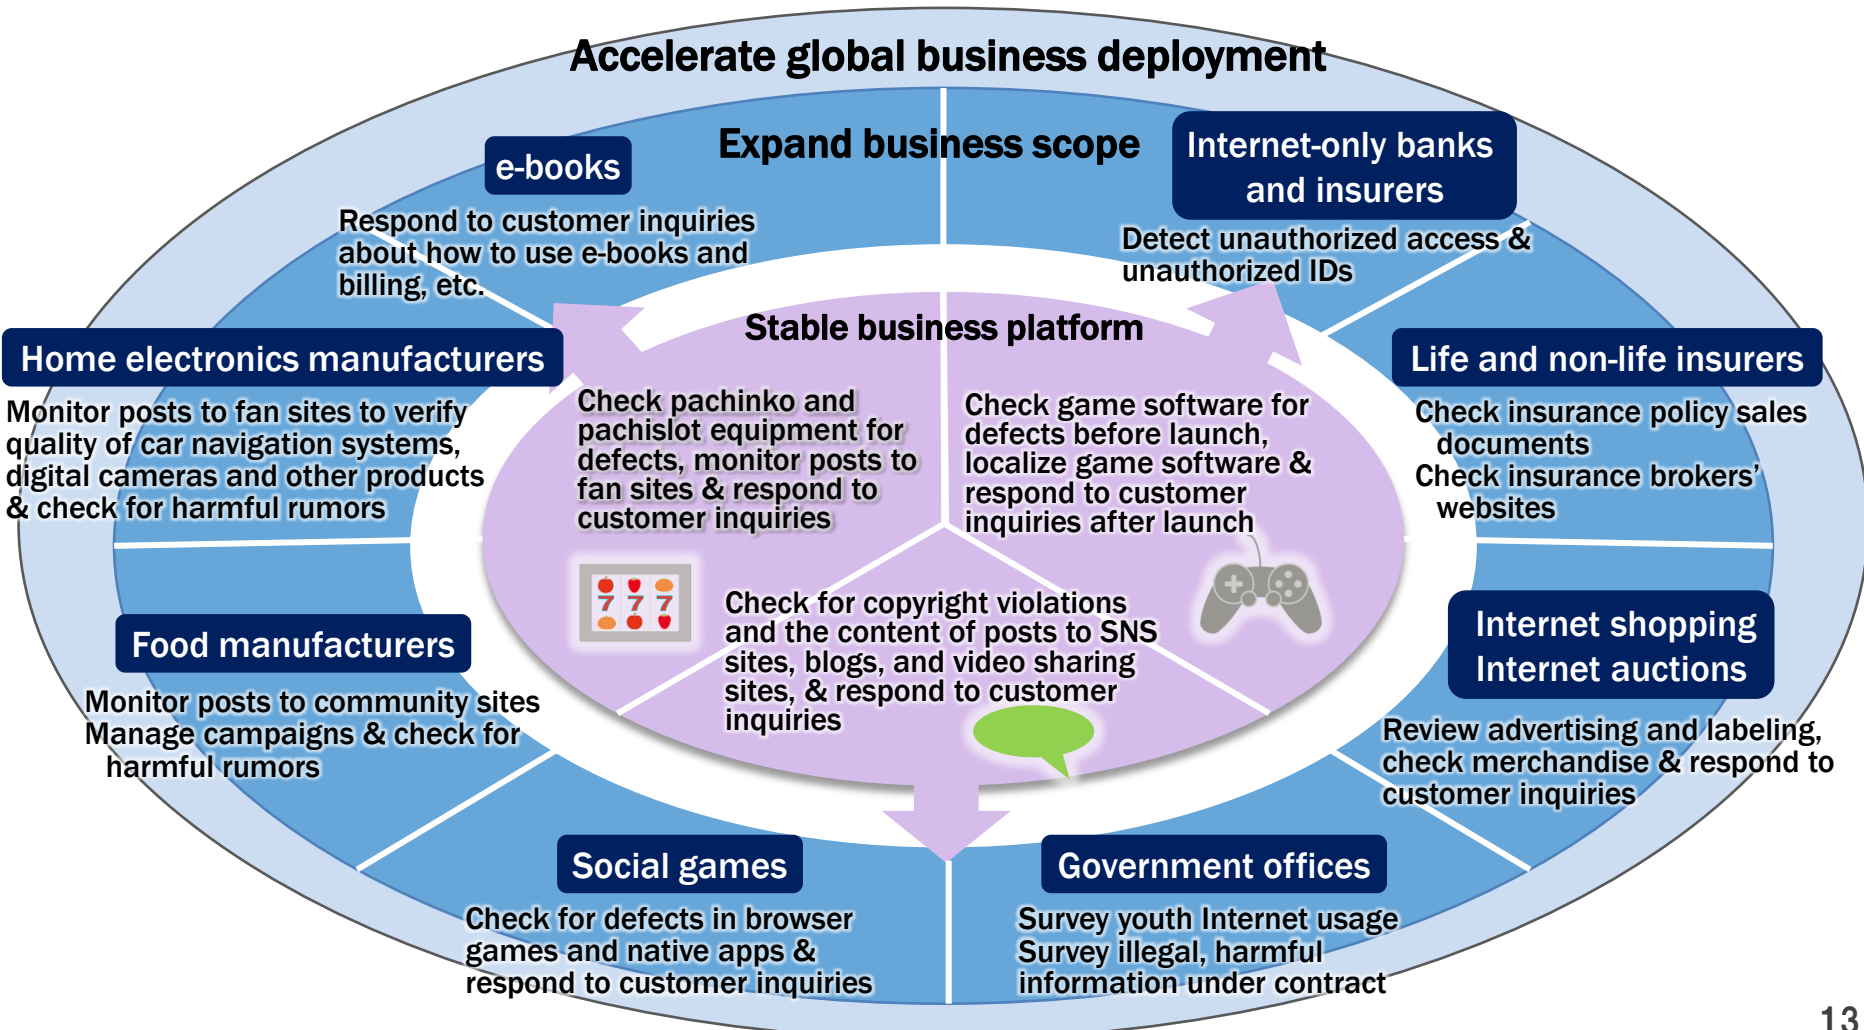 Accelerate global business deployment
Expand business scope
e-books
Respond to customer inquiries
about how to use e-books and
billing, etc.
Internet-only banks
and insurers
Detect unauthorized access &
unauthorized IDs
Home electronics manufacturers
Monitor posts to fan sites to verify
quality of car navigation systems,
digital cameras and other products
& check for harmful rumors
Life and non-life insurers
Check insurance policy sales
documents
Check insurance brokers’
websites
Stable business platform
Check pachinko and
pachislot equipment for
defects, monitor posts to
fan sites & respond to
customer inquiries
Check game software for
defects before launch,
localize game software &
respond to customer
inquiries after launch
7 7 7
Check for copyright violations
and the content of posts to SNS
sites, blogs, and video sharing
sites, & respond to customer
inquiries
Food manufacturers
Monitor posts to community sites
Manage campaigns & check for
harmful rumors
Internet shopping
Internet auctions
Review advertising and labeling,
check merchandise & respond to
customer inquiries
Social games
Check for defects in browser
games and native apps &
respond to customer inquiries
Government offices
Survey youth Internet usage
Survey illegal, harmful
information under contract
13